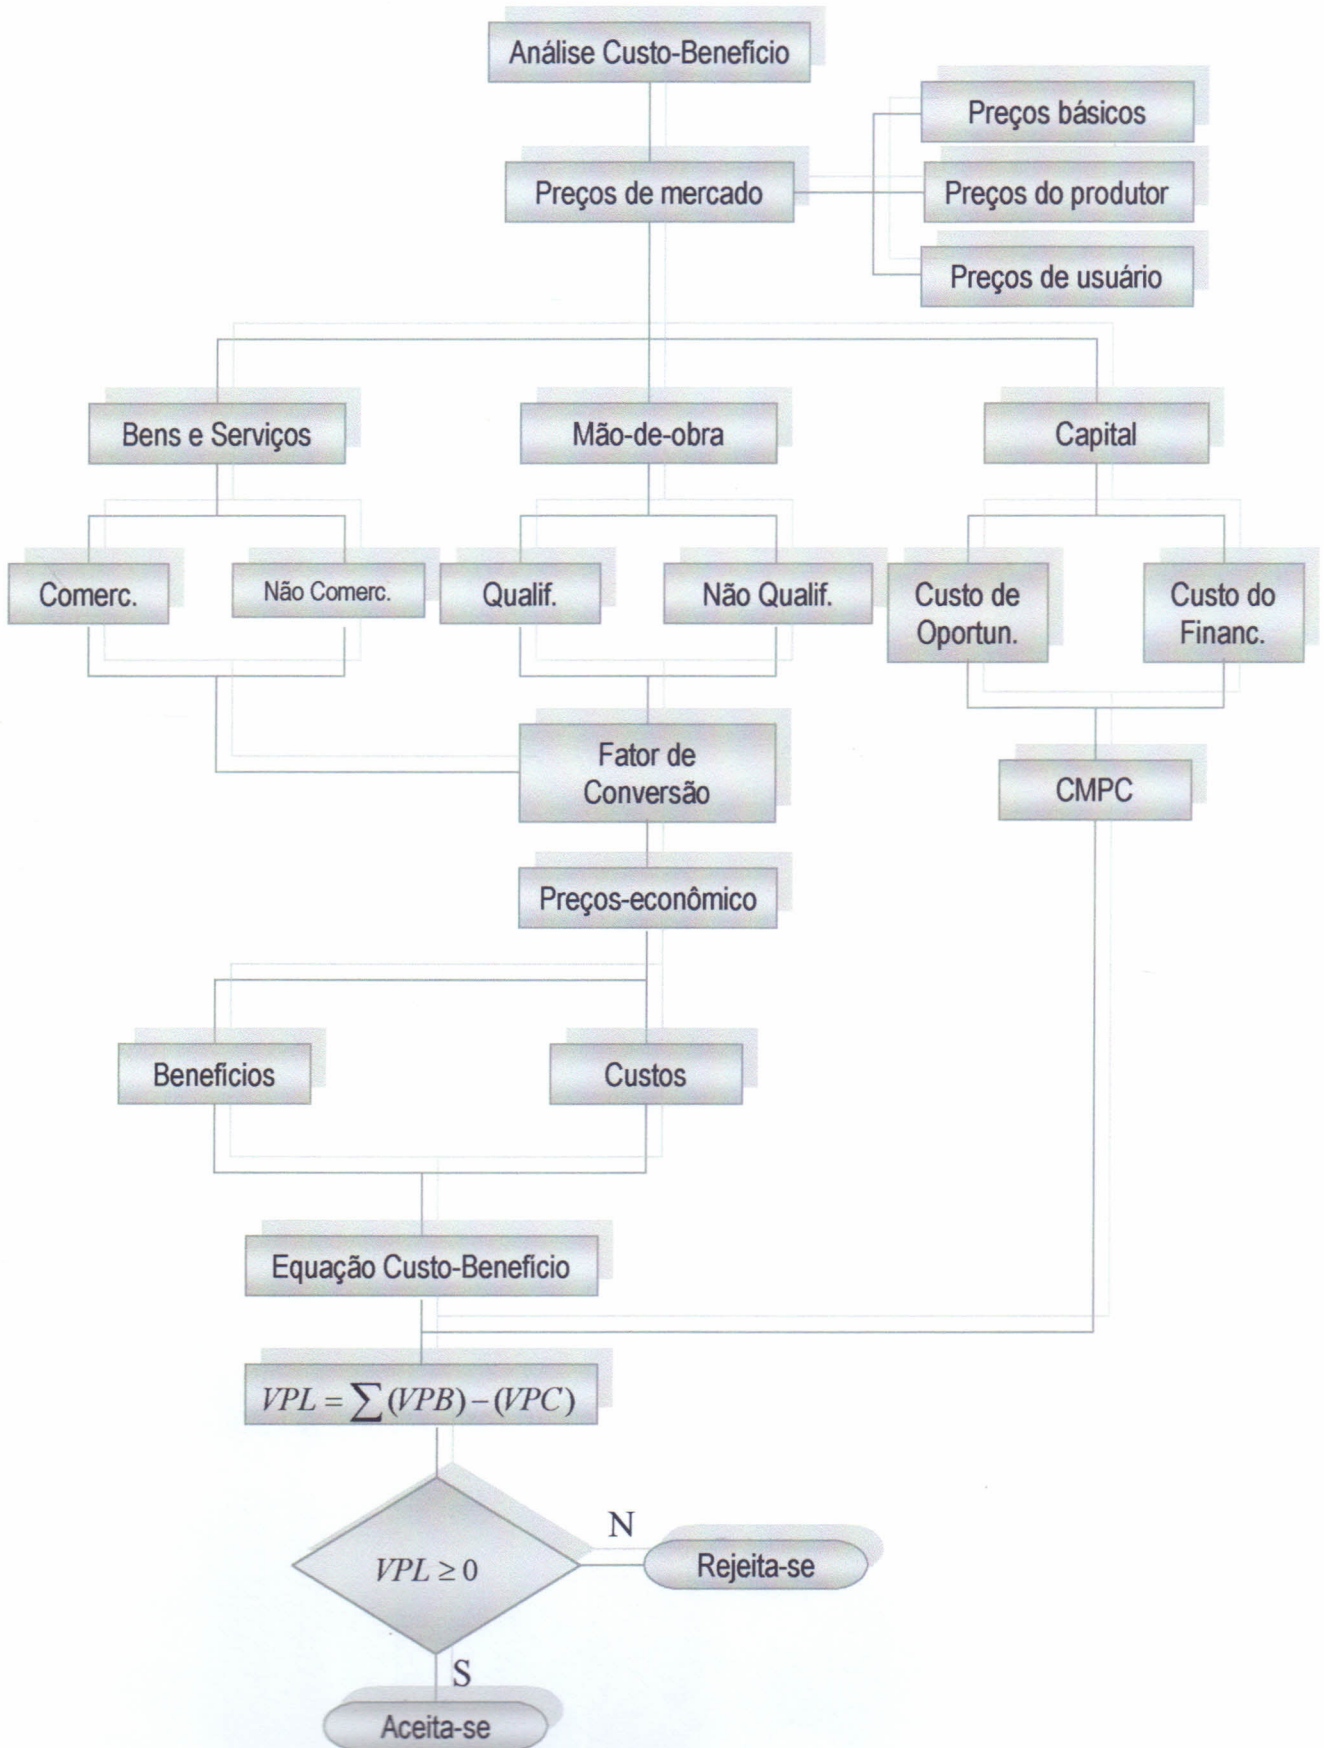 Análise Custo-Benefício
Preços básicos
Preços de mercado
Preços do produtor
Preços de usuário
Bens e Serviços
Mão-de-obra
Capital
Comerc.
Não Comerc.
Qualif.
Não Qualif.
Custo de
Oportun.
Custo do
Financ.
Fator de
Conversão
CMPC
Preços-econômico
Benefícios
Custos
Equação Custo-Benefício
VPL = ∑(VPB) – (VPC)
VPL ≥ 0
N
Rejeita-se
S
Aceita-se